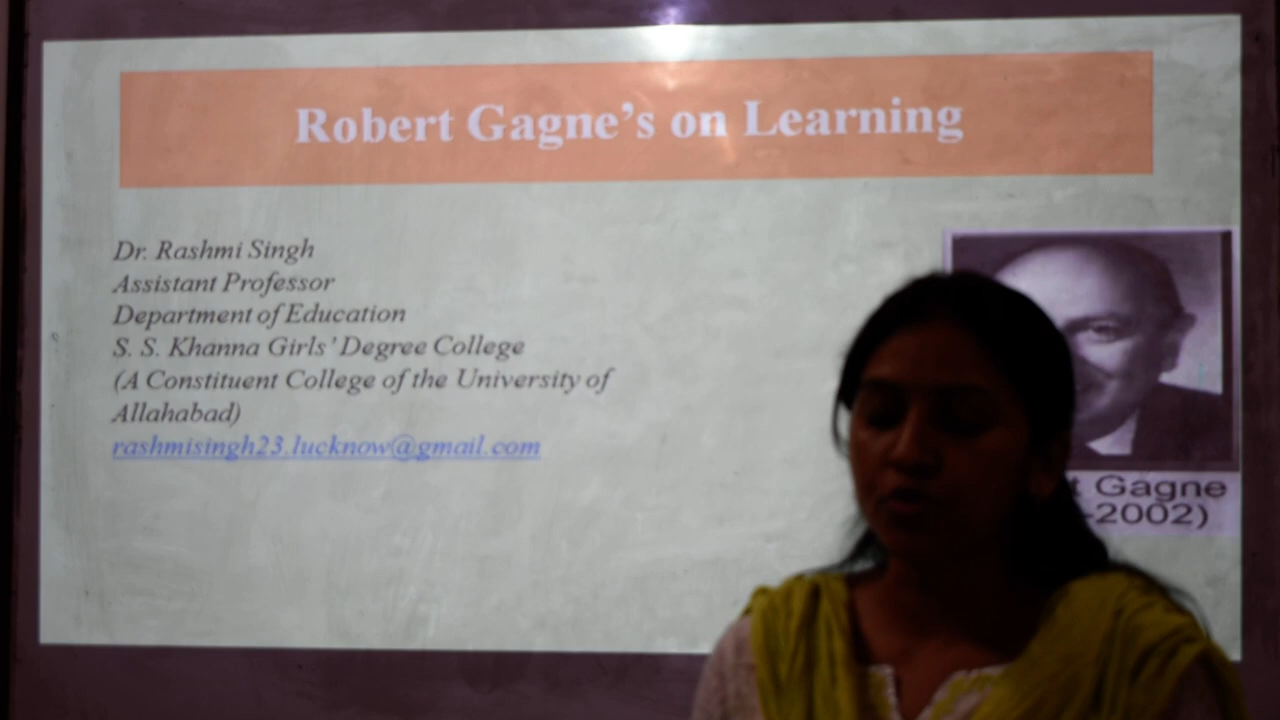 Robert Gagne's on Learning
Dr. Rashmi Singh
Assistant Professor
Department of Education
S. S. Khanna Girls' Degree College
(A Constituent College of the University of
Allahabad)
rashmisingh23.lucknow@gmail.com
Gagne
-2002)